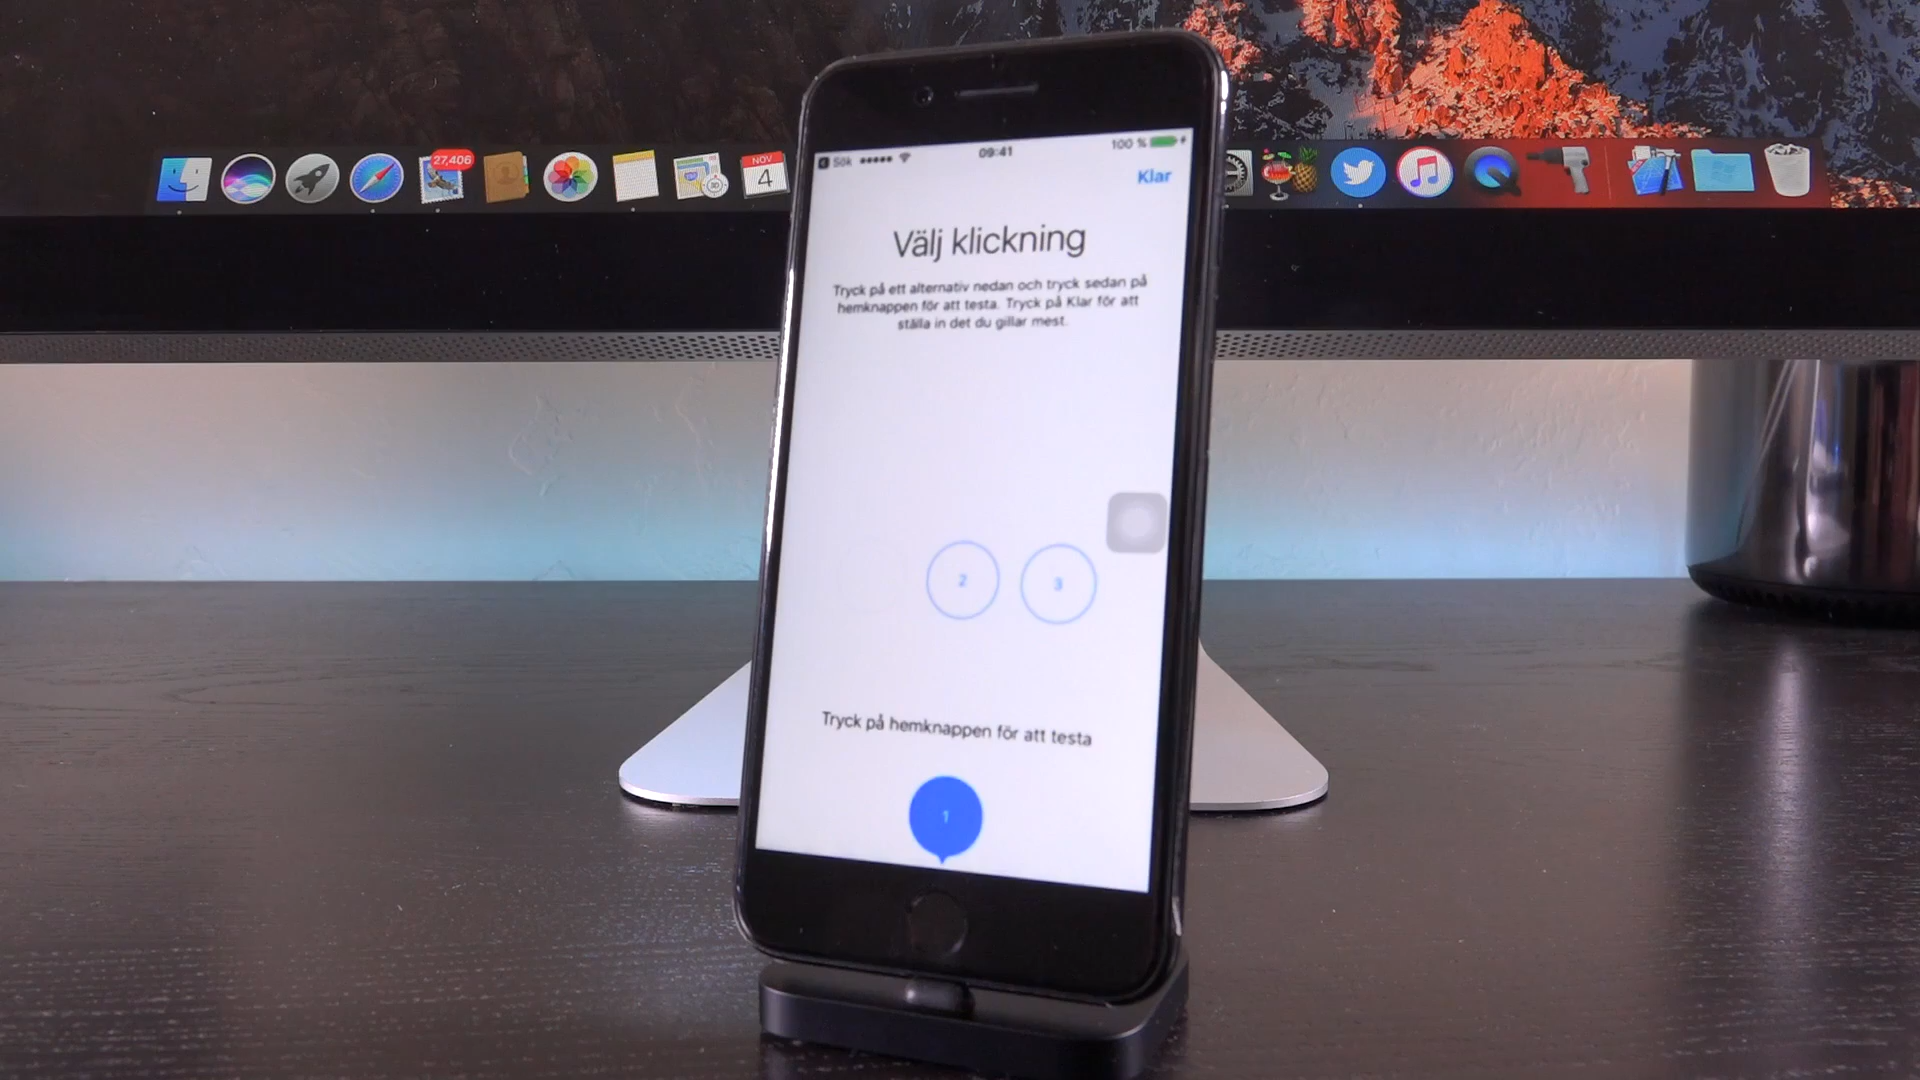 27,406
NOV
4
3D
Sök
09:41
100 %
Klar
Välj klickning
Tryck på ett alternativ nedan och tryck sedan på
hemknappen för att testa. Tryck på Klar för att
ställa in det du gillar mest.
2
3
Tryck på hemknappen för att testa
1